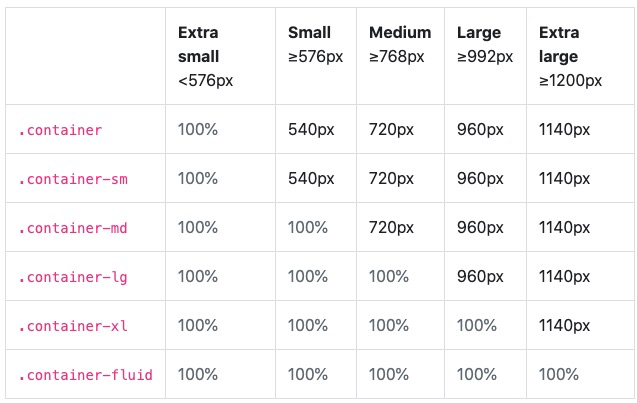 Extra small <576px	Small ≥576px	Medium ≥768px	Large ≥992px	Extra large ≥1200px
.container	100%	540px	720px	960px	1140px
.container-sm	100%	540px	720px	960px	1140px
.container-md	100%	100%	720px	960px	1140px
.container-lg	100%	100%	100%	960px	1140px
.container-xl	100%	100%	100%	100%	1140px
.container-fluid	100%	100%	100%	100%	100%